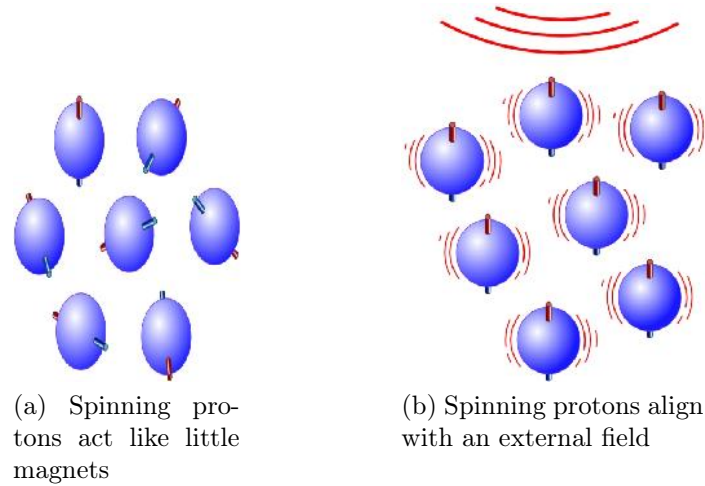 (a) Spinning pro-
tons act like little
magnets
(b) Spinning protons align
with an external field